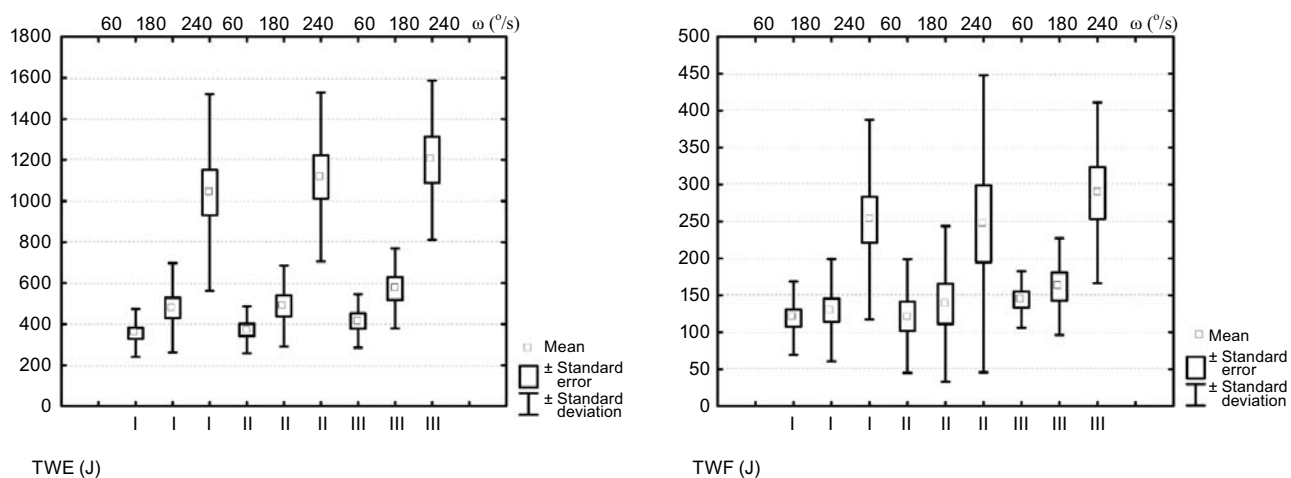 60 180 240 60 180 240 60 180 240 ω (°/s)
1800
1600
1400
1200
1000
800
600
400
200
0
I I I II II II III III III
Mean
± Standard
error
± Standard
deviation
TWE (J)
60 180 240 60 180 240 60 180 240 ω (°/s)
500
450
400
350
300
250
200
150
100
50
0
I I I II II II III III III
Mean
± Standard
error
± Standard
deviation
TWF (J)